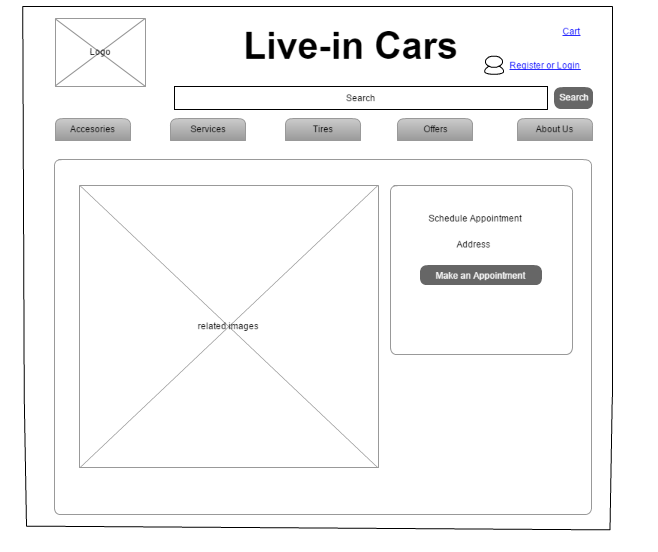 Logo
Live-in Cars
Cart
Register or Login
Search
Search
Accesories
Services
Tires
Offers
About Us
related images
Schedule Appointment
Address
Make an Appointment